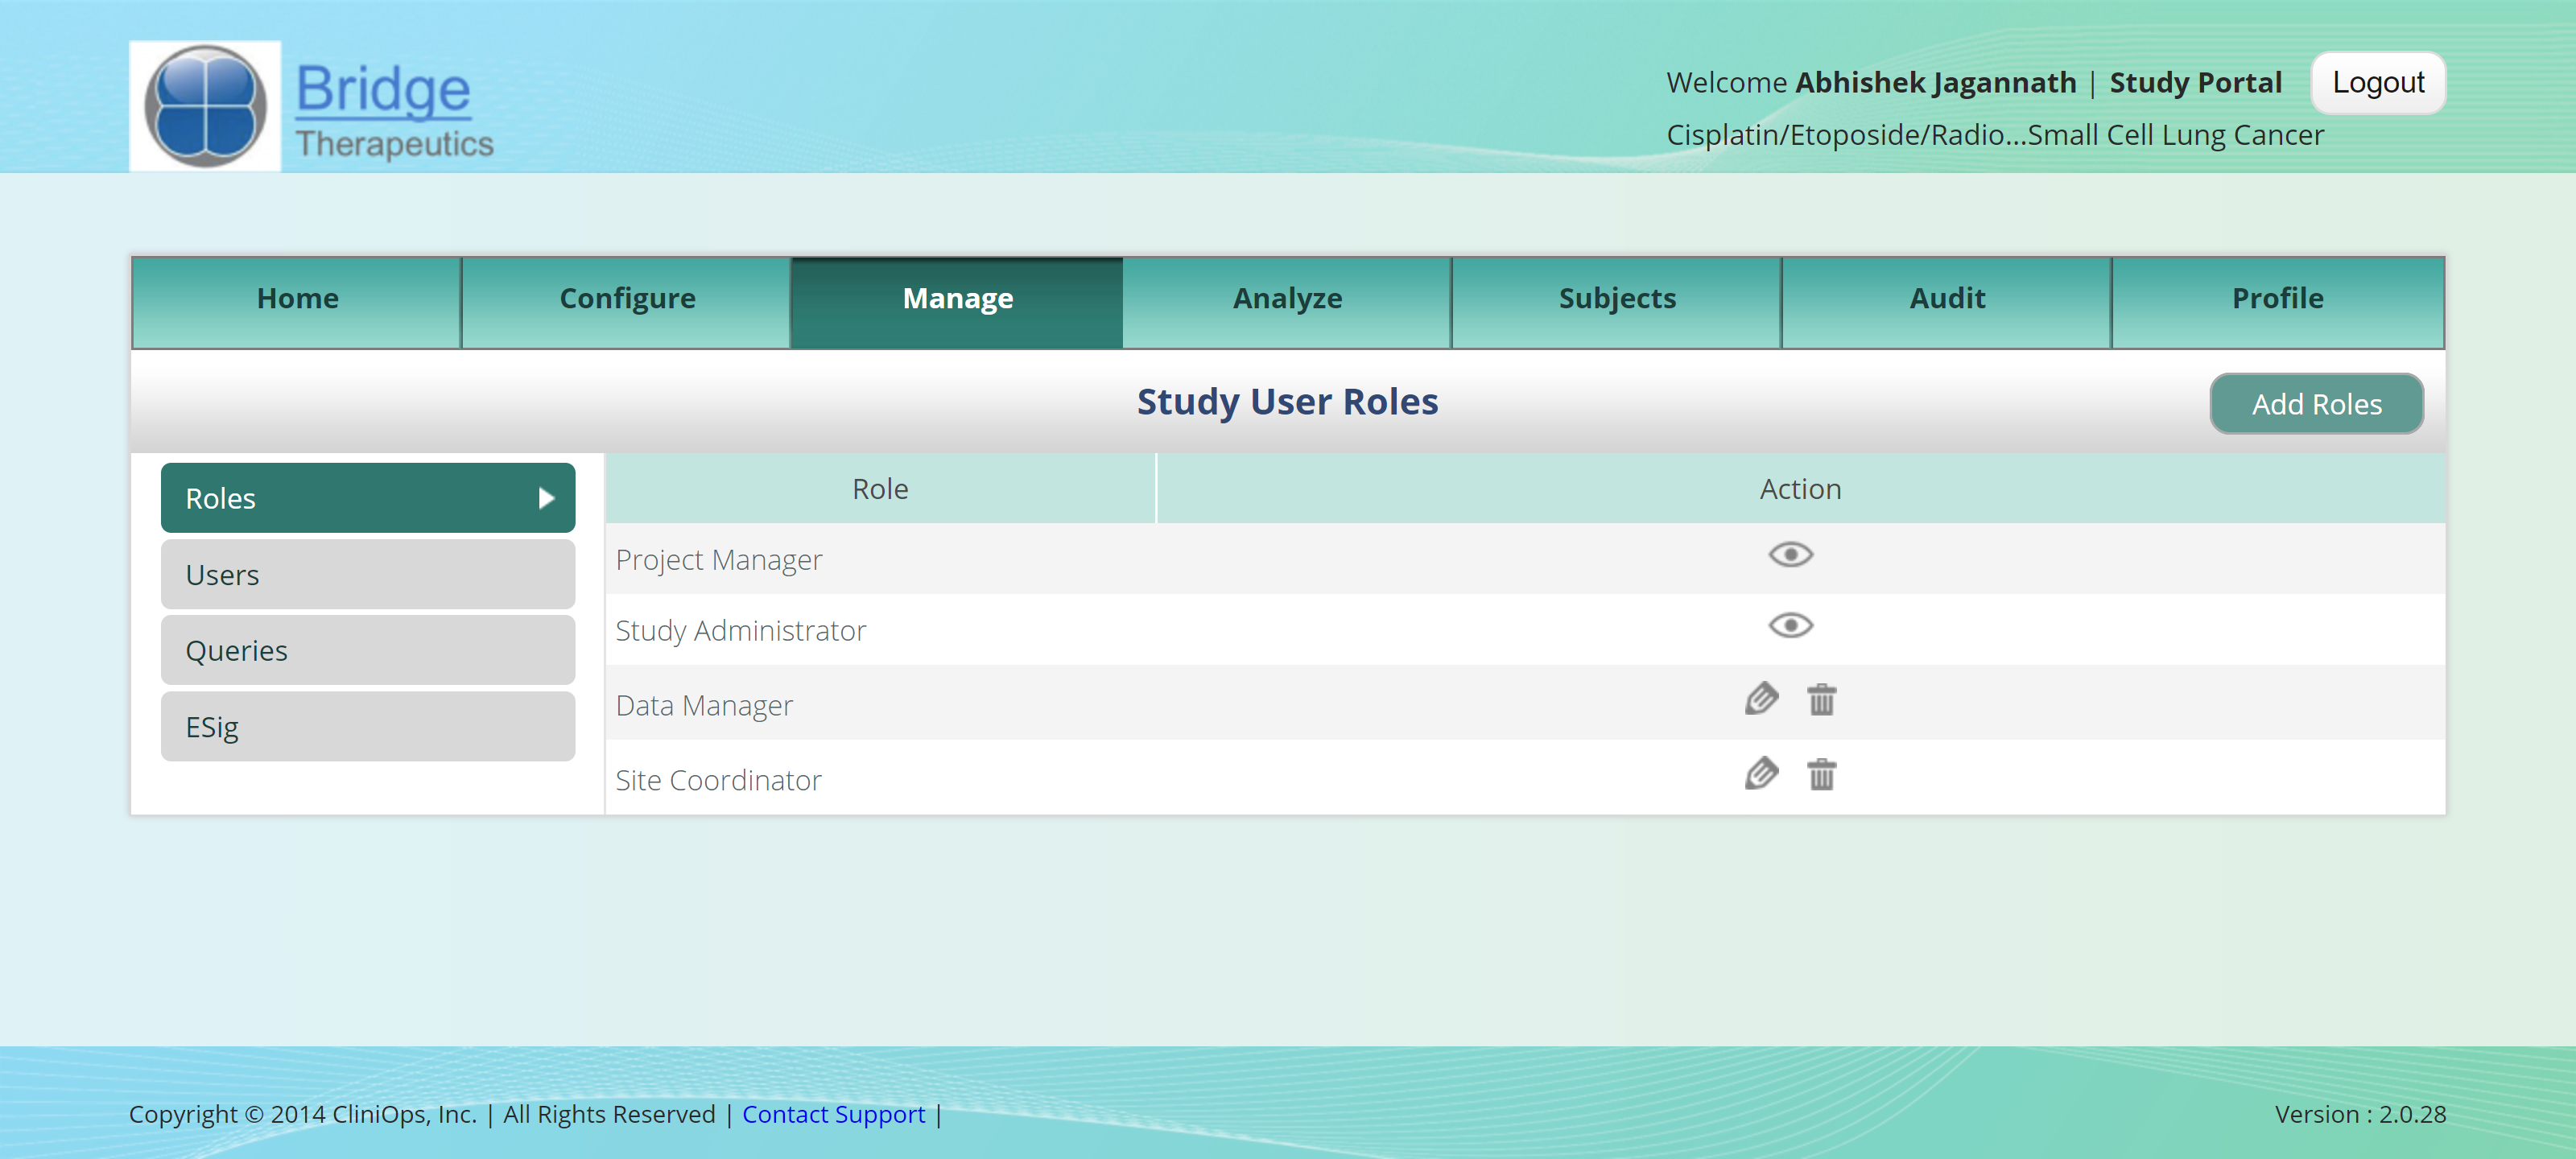 Bridge
Therapeutics
Welcome Abhishek Jagannath | Study Portal
Logout
Cisplatin/Etoposide/Radio...Small Cell Lung Cancer
Home
Configure
Manage
Analyze
Subjects
Audit
Profile
Study User Roles
Add Roles
Roles
Users
Queries
ESig
Role
Action
Project Manager
Study Administrator
Data Manager
Site Coordinator
Copyright © 2014 CliniOps, Inc. | All Rights Reserved | Contact Support |
Version : 2.0.28